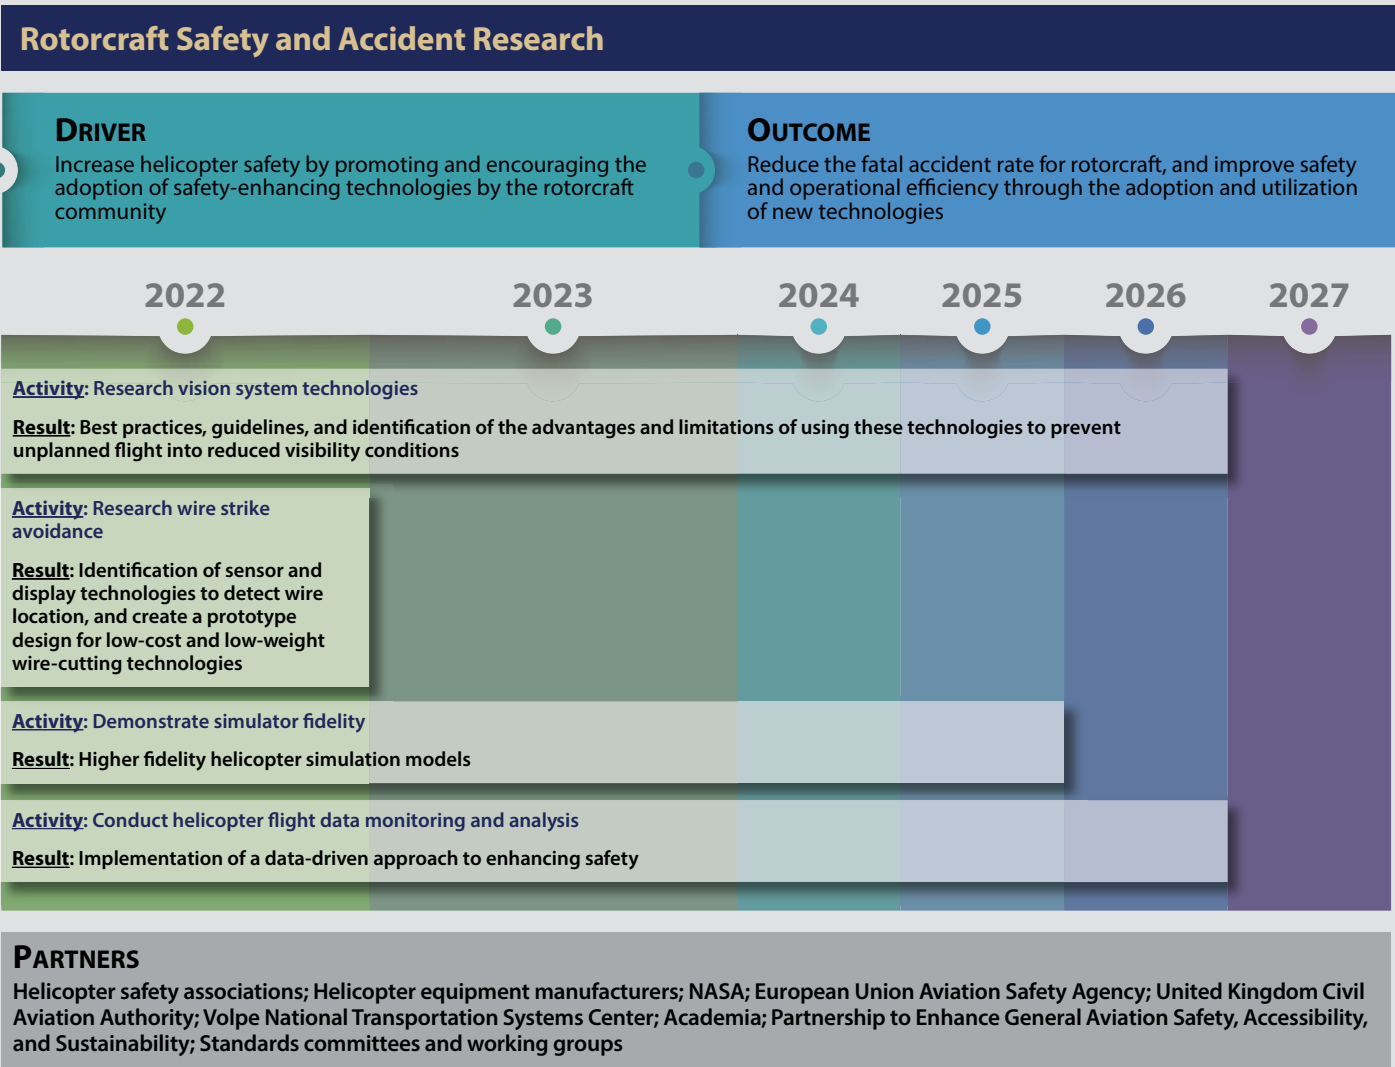 Rotorcraft Safety and Accident Research
DRIVER
Increase helicopter safety by promoting and encouraging the
adoption of safety-enhancing technologies by the rotorcraft
community
OUTCOME
Reduce the fatal accident rate for rotorcraft, and improve safety
and operational efficiency through the adoption and utilization
of new technologies
2022 2023 2024 2025 2026 2027
Activity: Research vision system technologies
Result: Best practices, guidelines, and identification of the advantages and limitations of using these technologies to prevent
unplanned flight into reduced visibility conditions
Activity: Research wire strike
avoidance
Result: Identification of sensor and
display technologies to detect wire
location, and create a prototype
design for low-cost and low-weight
wire-cutting technologies
Activity: Demonstrate simulator fidelity
Result: Higher fidelity helicopter simulation models
Activity: Conduct helicopter flight data monitoring and analysis
Result: Implementation of a data-driven approach to enhancing safety
PARTNERS
Helicopter safety associations; Helicopter equipment manufacturers; NASA; European Union Aviation Safety Agency; United Kingdom Civil
Aviation Authority; Volpe National Transportation Systems Center; Academia; Partnership to Enhance General Aviation Safety, Accessibility,
and Sustainability; Standards committees and working groups